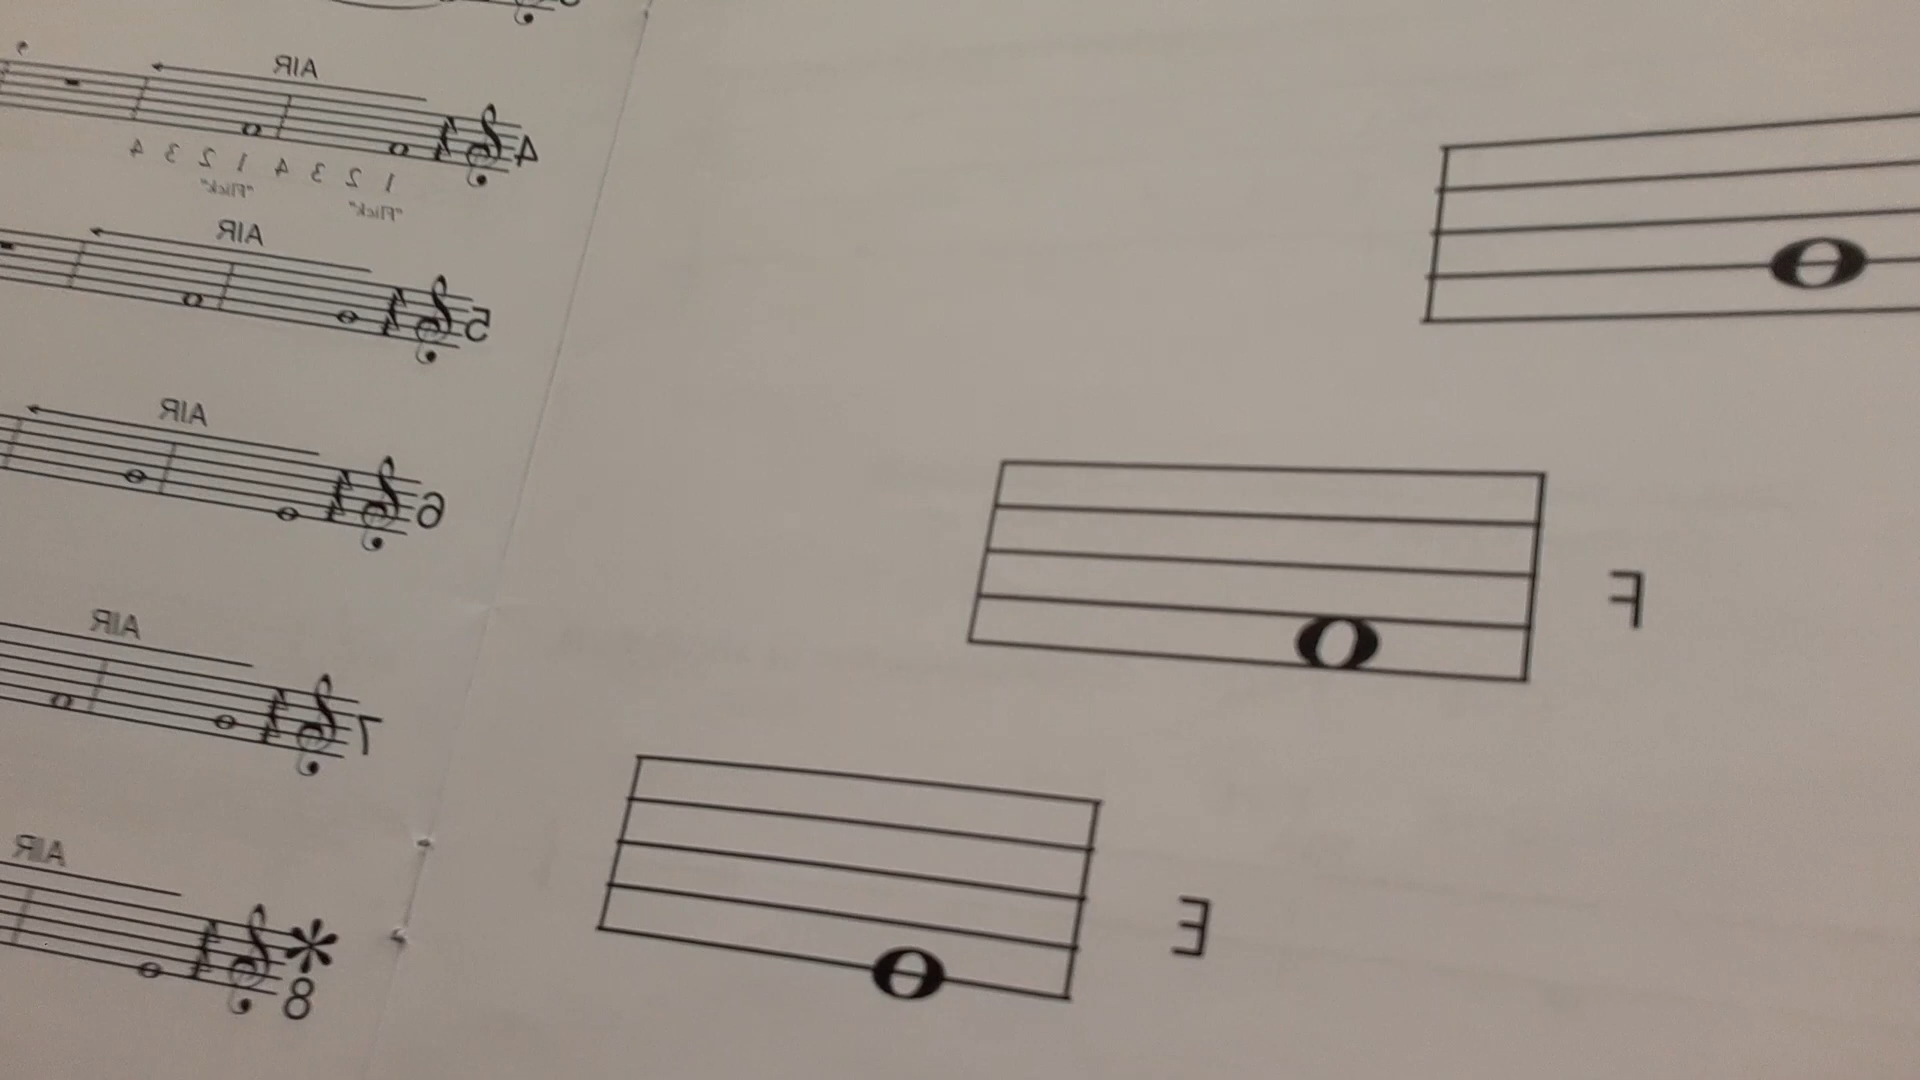 4 AIR
1 2 3 4 1 2 3 4
"Flick" "Flick"
5 AIR
6 AIR
7 AIR
*8 AIR
F
E